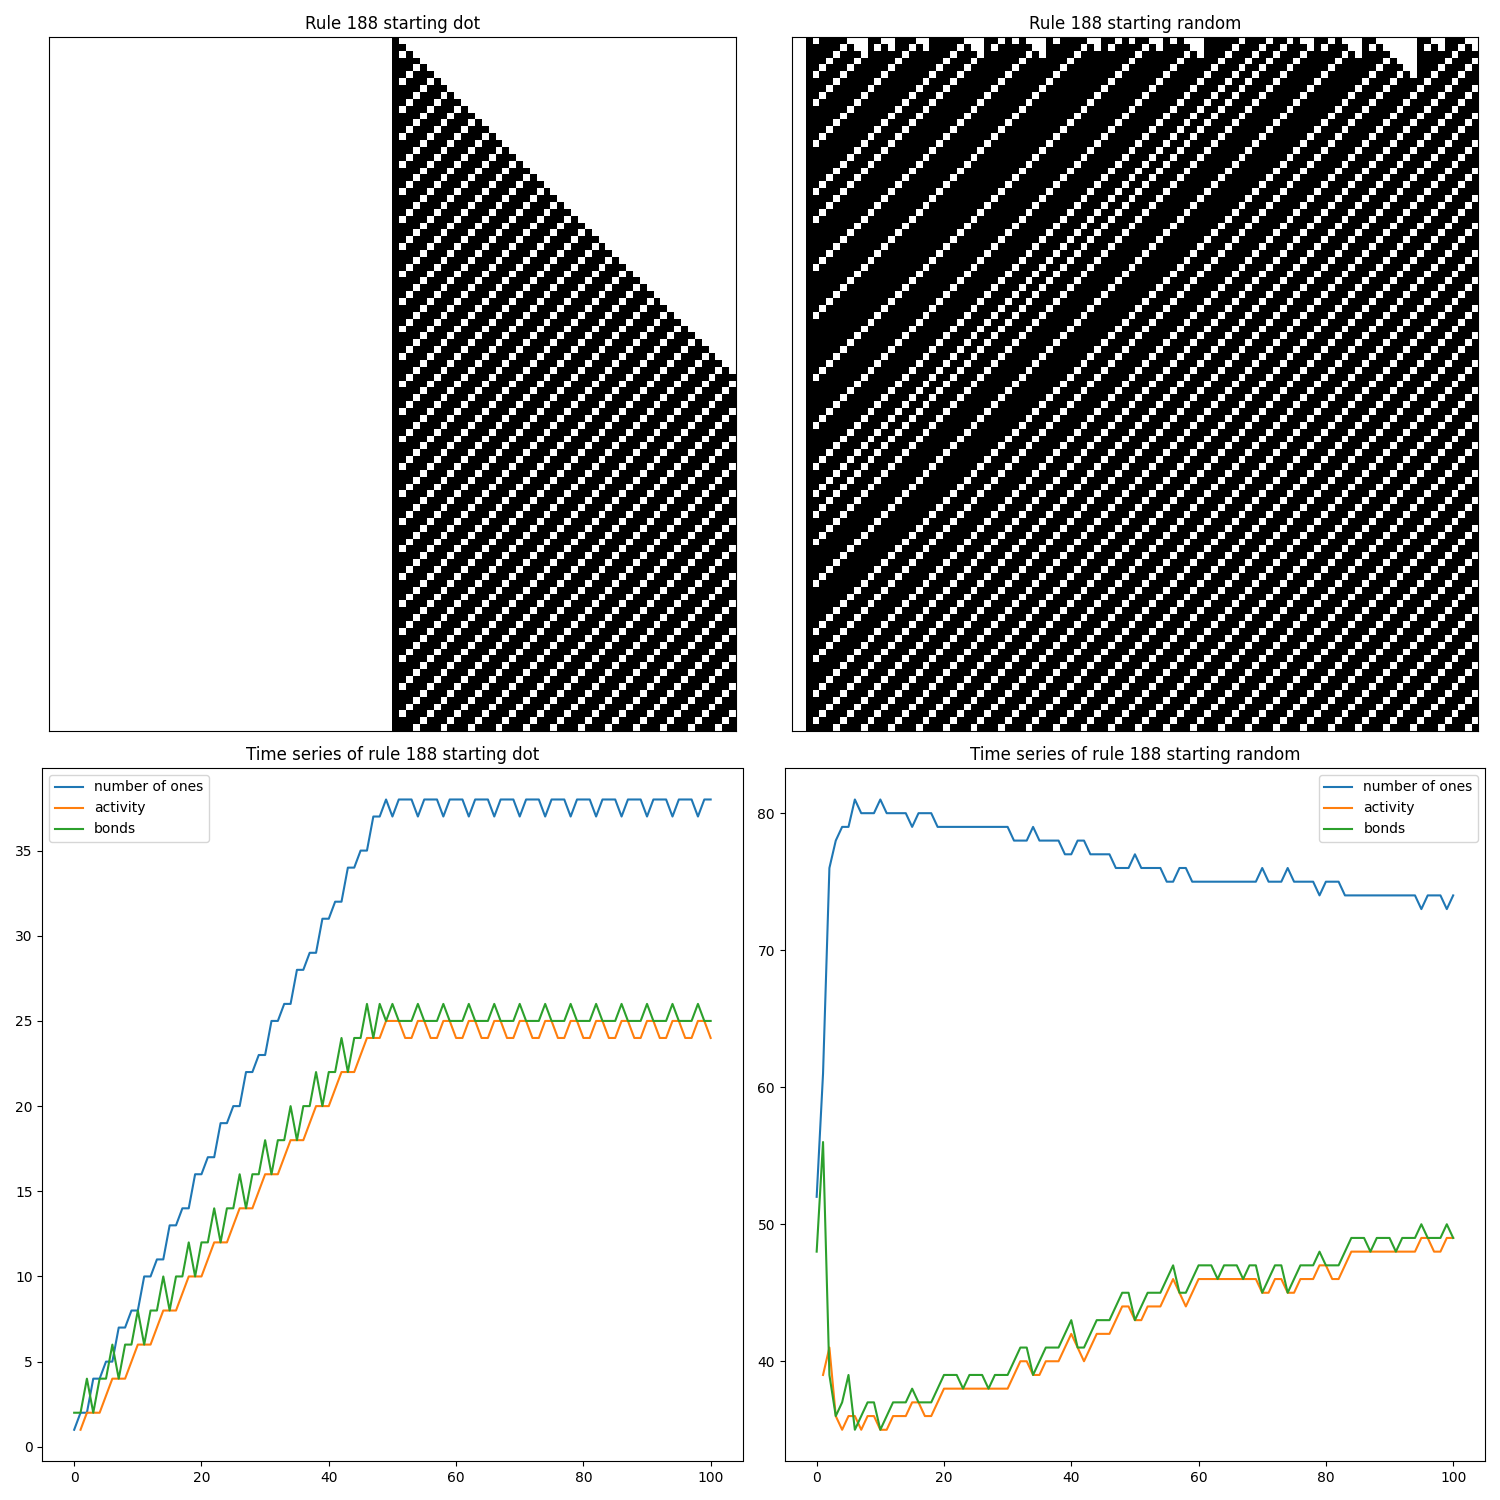 Rule 188 starting dot
Rule 188 starting random
Time series of rule 188 starting dot
number of ones
activity
bonds
35
30
25
20
15
10
5
0
0 20 40 60 80 100
Time series of rule 188 starting random
number of ones
activity
bonds
80
70
60
50
40
0 20 40 60 80 100